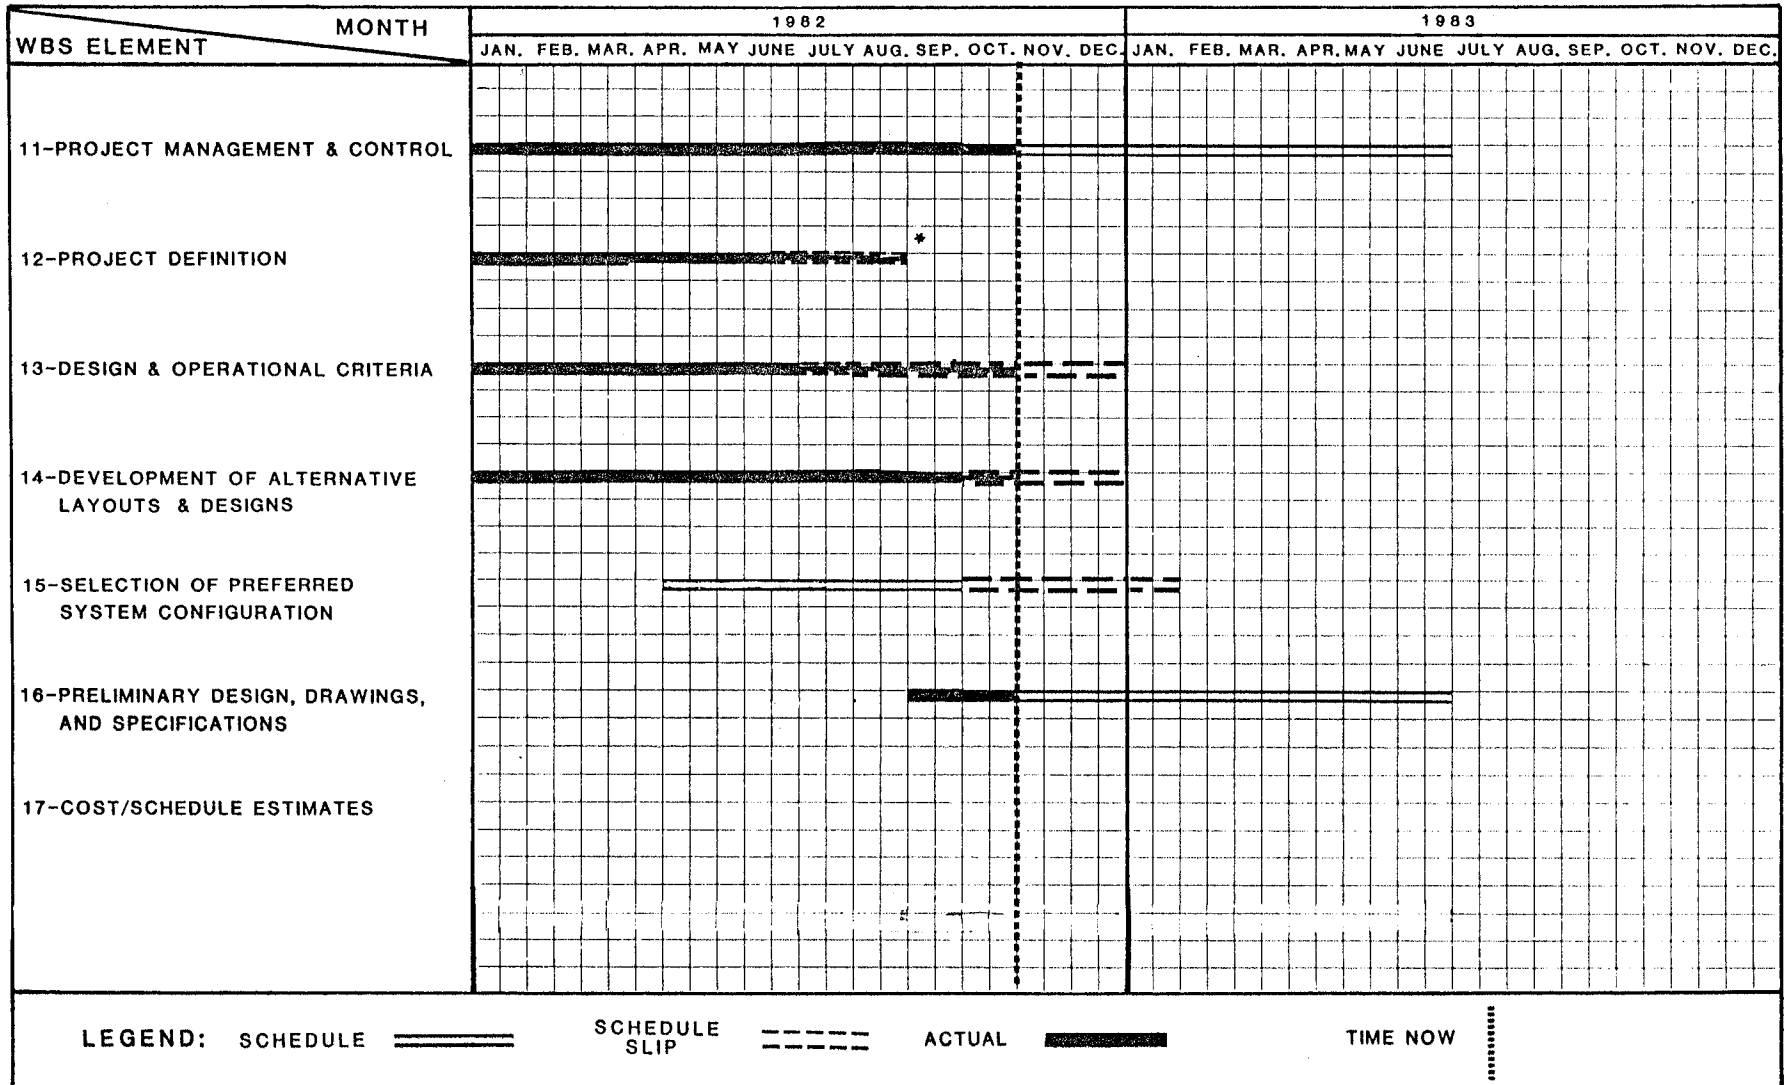 MONTH
WBS ELEMENT
1982
1983
JAN. FEB. MAR. APR. MAY JUNE JULY AUG. SEP. OCT. NOV. DEC. JAN. FEB. MAR. APR. MAY JUNE JULY AUG. SEP. OCT. NOV. DEC.
11-PROJECT MANAGEMENT & CONTROL
*
12-PROJECT DEFINITION
13-DESIGN & OPERATIONAL CRITERIA
14-DEVELOPMENT OF ALTERNATIVE
LAYOUTS & DESIGNS
15-SELECTION OF PREFERRED
SYSTEM CONFIGURATION
16-PRELIMINARY DESIGN, DRAWINGS,
AND SPECIFICATIONS
17-COST/SCHEDULE ESTIMATES
LEGEND: SCHEDULE
SCHEDULE
SLIP
ACTUAL
TIME NOW